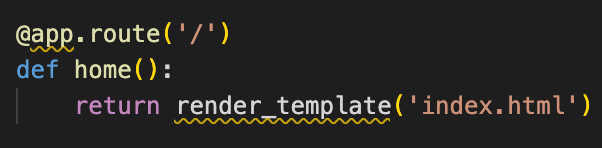 @app.route('/')
def home():
    return render_template('index.html')